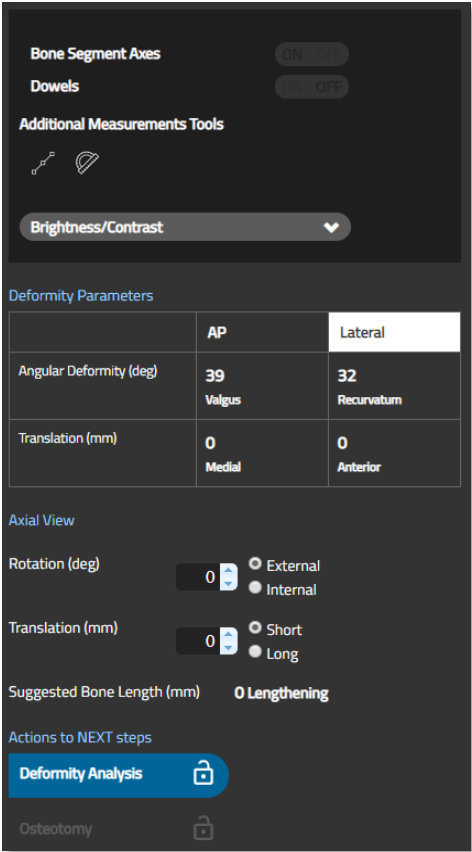 Bone Segment Axes ON OFF
Dowels ON OFF
Additional Measurements Tools
Brightness/Contrast
Deformity Parameters
AP Lateral
Angular Deformity (deg) 39 32
Valgus Recurvatum
Translation (mm) 0 0
Medial Anterior
Axial View
Rotation (deg) 0 External
Internal
Translation (mm) 0 Short
Long
Suggested Bone Length (mm) 0 Lengthening
Actions to NEXT steps
Deformity Analysis
Osteotomy